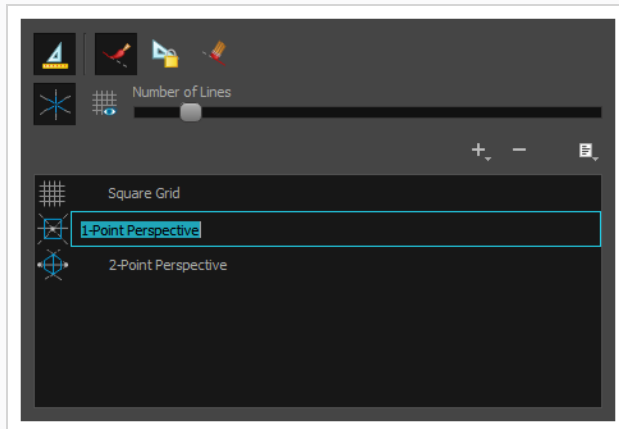 Number of Lines
Square Grid
1-Point Perspective
2-Point Perspective